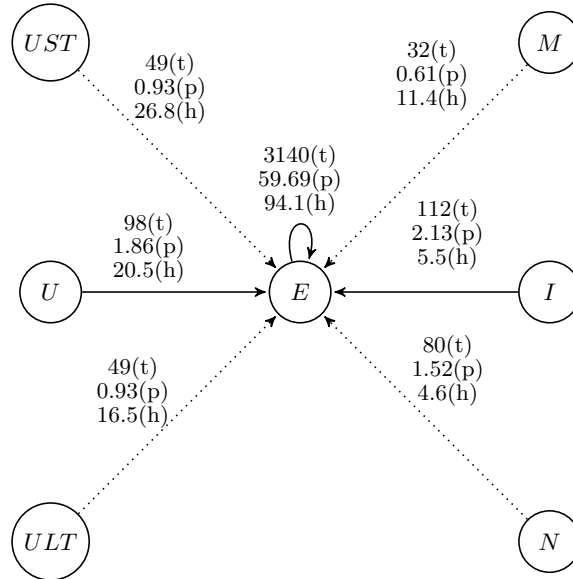 UST
M
49(t)
0.93(p)
26.8(h)
32(t)
0.61(p)
11.4(h)
3140(t)
59.69(p)
94.1(h)
98(t)
1.86(p)
20.5(h)
112(t)
2.13(p)
5.5(h)
U
E
I
49(t)
0.93(p)
16.5(h)
80(t)
1.52(p)
4.6(h)
ULT
N